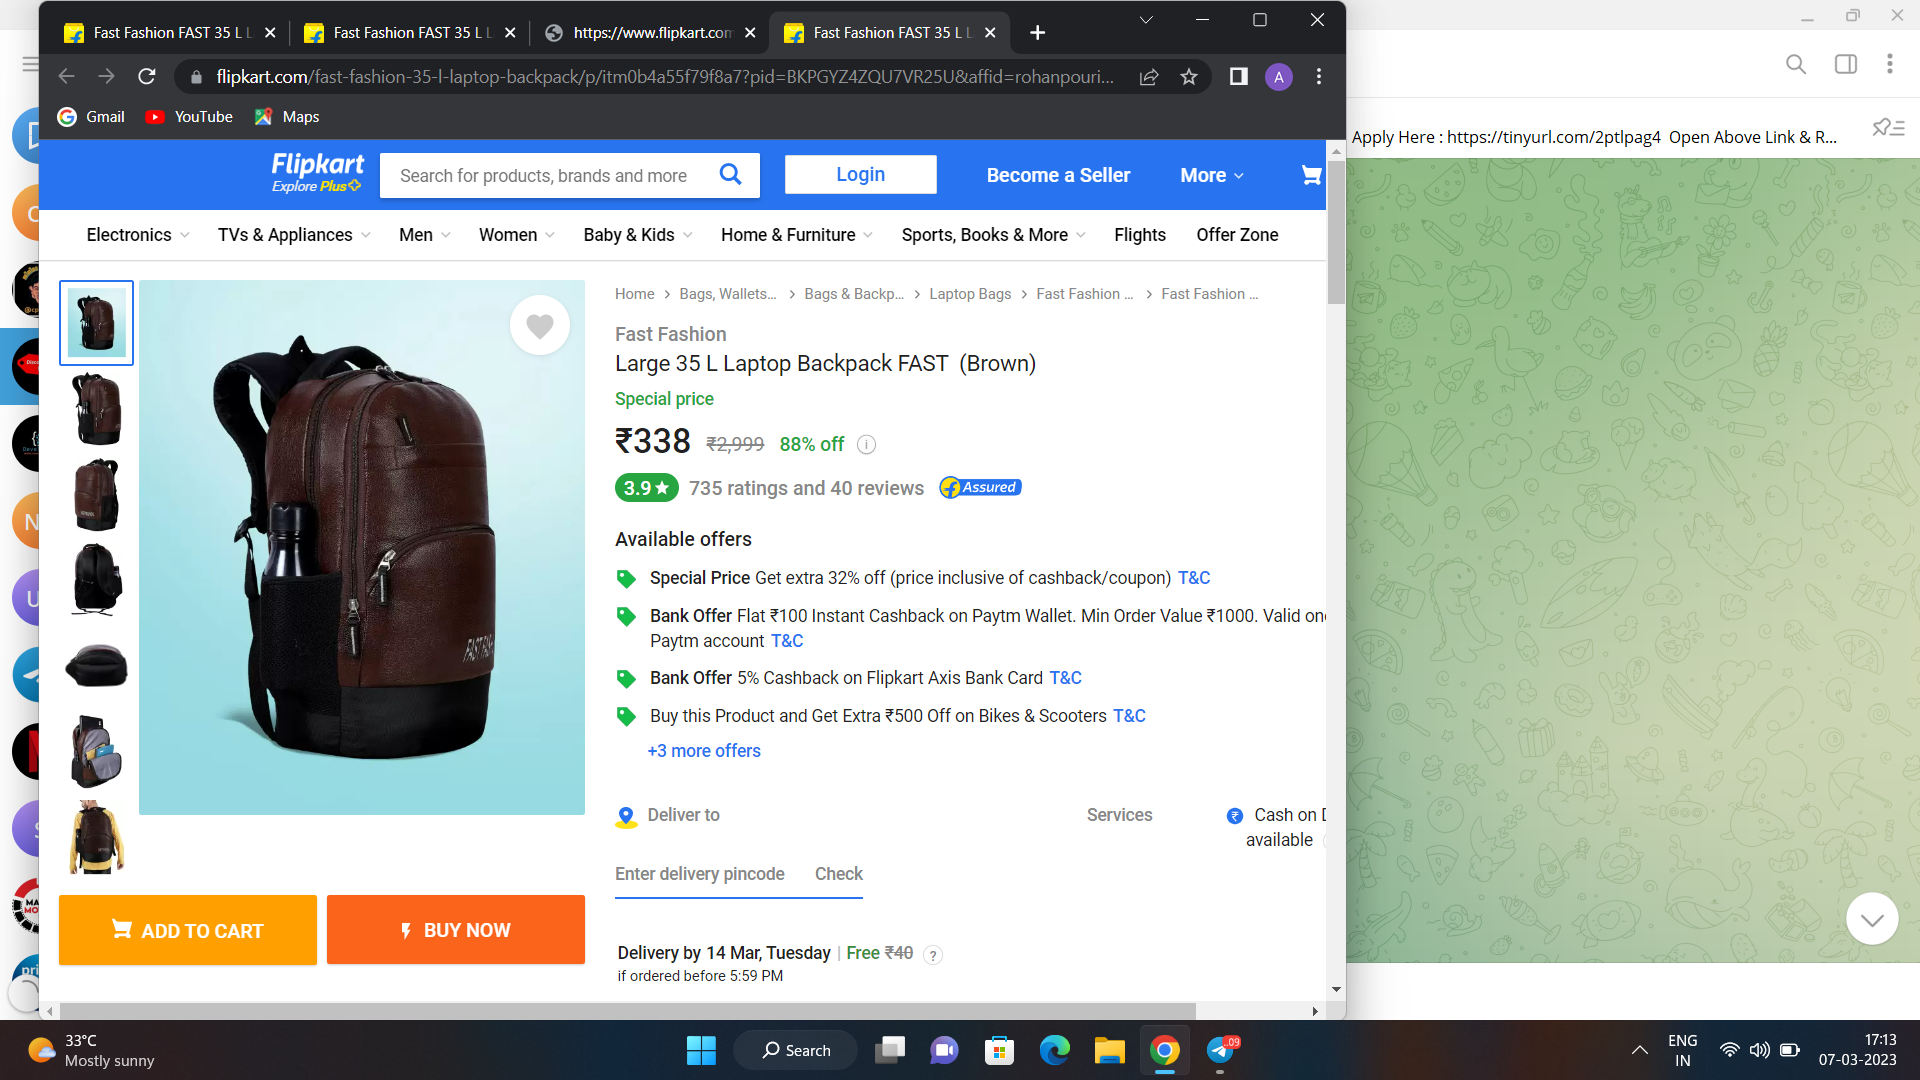 Fast Fashion FAST 35 L L
Fast Fashion FAST 35 L L
https://www.flipkart.com
Fast Fashion FAST 35 L L
flipkart.com/fast-fashion-35-l-laptop-backpack/p/itm0b4a55f79f8a7?pid=BKPGYZ4ZQU7VR25U&affid=rohanpouri...
A
Gmail
YouTube
Maps
Apply Here : https://tinyurl.com/2ptlpag4 Open Above Link & R...
Flipkart
Explore Plus
Search for products, brands and more
Login
Become a Seller
More
Electronics
TVs & Appliances
Men
Women
Baby & Kids
Home & Furniture
Sports, Books & More
Flights
Offer Zone
Home
Bags, Wallets...
Bags & Backp...
Laptop Bags
Fast Fashion ...
Fast Fashion ...
Fast Fashion
Large 35 L Laptop Backpack FAST (Brown)
Special price
₹338 ₹2,999 88% off
3.9 735 ratings and 40 reviews Assured
Available offers
Special Price Get extra 32% off (price inclusive of cashback/coupon) T&C
Bank Offer Flat ₹100 Instant Cashback on Paytm Wallet. Min Order Value ₹1000. Valid on
Paytm account T&C
Bank Offer 5% Cashback on Flipkart Axis Bank Card T&C
Buy this Product and Get Extra ₹500 Off on Bikes & Scooters T&C
+3 more offers
Deliver to
Services
Cash on
available
Enter delivery pincode
Check
ADD TO CART
BUY NOW
Delivery by 14 Mar, Tuesday | Free ₹40 ?
if ordered before 5:59 PM
33°C
Mostly sunny
Search
..09
ENG
IN
17:13
07-03-2023